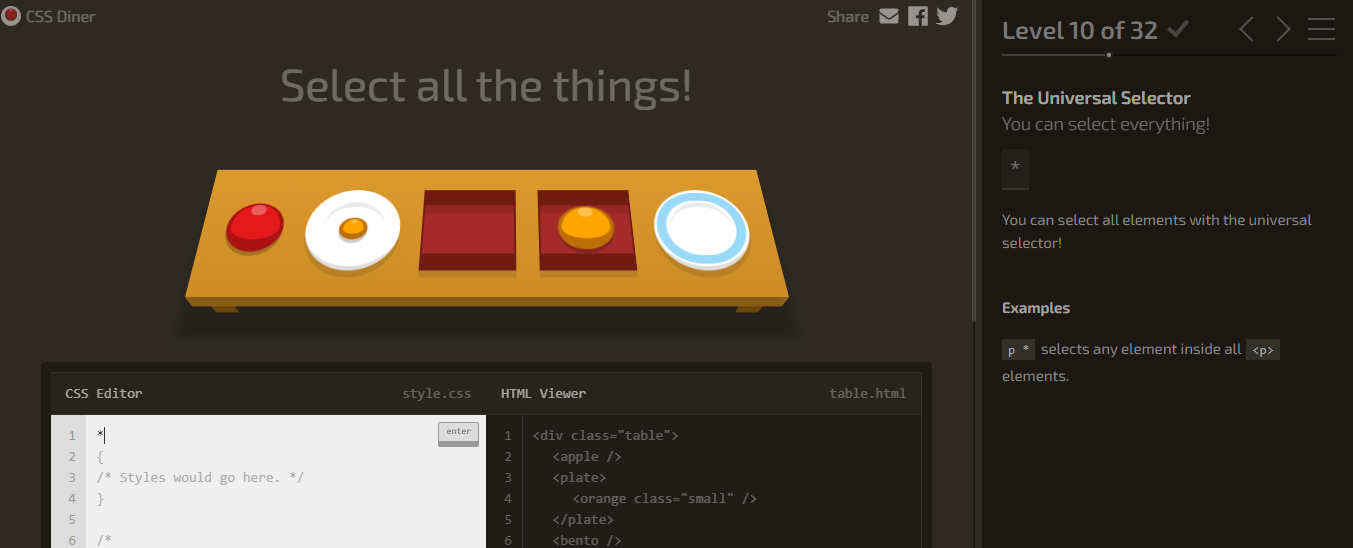 CSS Diner
Share
Select all the things!
CSS Editor style.css
1 *
2 {
3 /* Styles would go here. */
4 }
5
6 /*
enter
HTML Viewer table.html
1 <div class="table">
2 <apple />
3 <plate>
4 <orange class="small" />
5 </plate>
6 <bento />
Level 10 of 32
The Universal Selector
You can select everything!
*
You can select all elements with the universal
selector!
Examples
p * selects any element inside all <p>
elements.